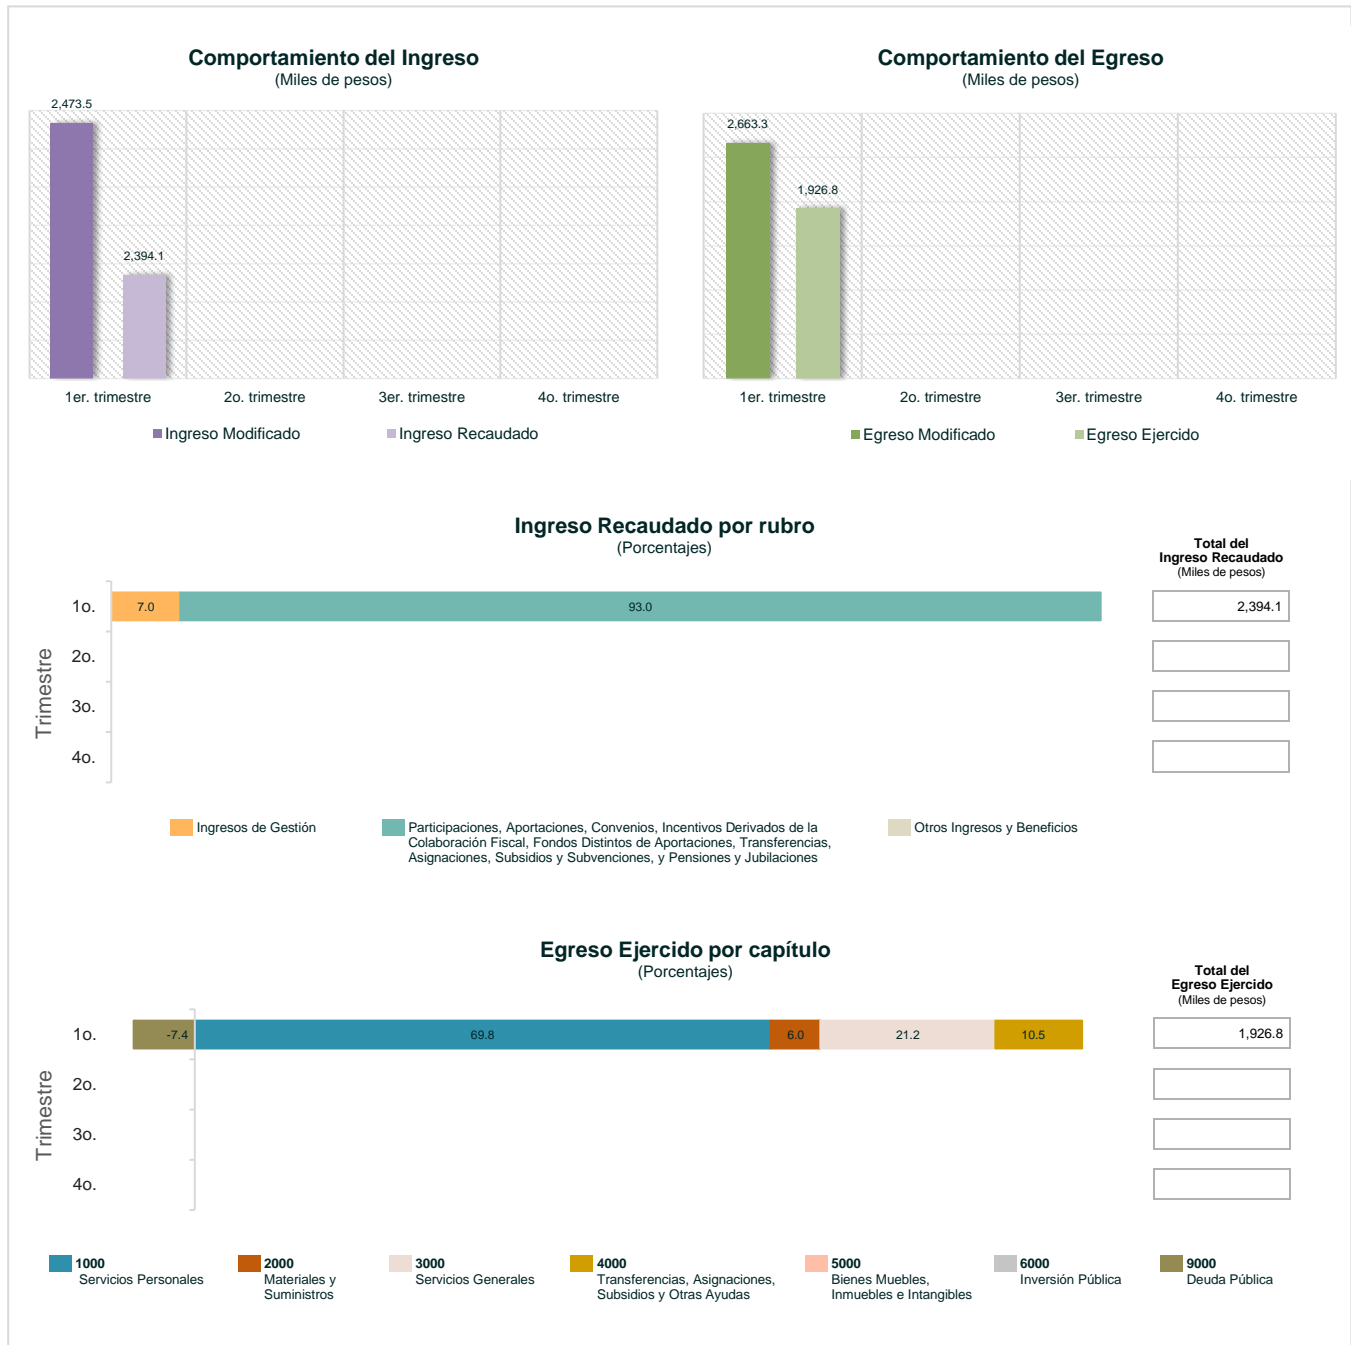 Comportamiento del Ingreso
(Miles de pesos)
2,473.5
2,394.1
1er. trimestre
2o. trimestre
3er. trimestre
4o. trimestre
Ingreso Modificado
Ingreso Recaudado
Comportamiento del Egreso
(Miles de pesos)
2,663.3
1,926.8
1er. trimestre
2o. trimestre
3er. trimestre
4o. trimestre
Egreso Modificado
Egreso Ejercido
Ingreso Recaudado por rubro
(Porcentajes)
Total del
Ingreso Recaudado
(Miles de pesos)
Trimestre
1o.
7.0
93.0
2,394.1
2o.
3o.
4o.
Ingresos de Gestión
Participaciones, Aportaciones, Convenios, Incentivos Derivados de la
Colaboración Fiscal, Fondos Distintos de Aportaciones, Transferencias,
Asignaciones, Subsidios y Subvenciones, y Pensiones y Jubilaciones
Otros Ingresos y Beneficios
Egreso Ejercido por capítulo
(Porcentajes)
Total del
Egreso Ejercido
(Miles de pesos)
Trimestre
1o.
-7.4
69.8
6.0
21.2
10.5
1,926.8
2o.
3o.
4o.
1000
Servicios Personales
2000
Materiales y
Suministros
3000
Servicios Generales
4000
Transferencias, Asignaciones,
Subsidios y Otras Ayudas
5000
Bienes Muebles,
Inmuebles e Intangibles
6000
Inversión Pública
9000
Deuda Pública